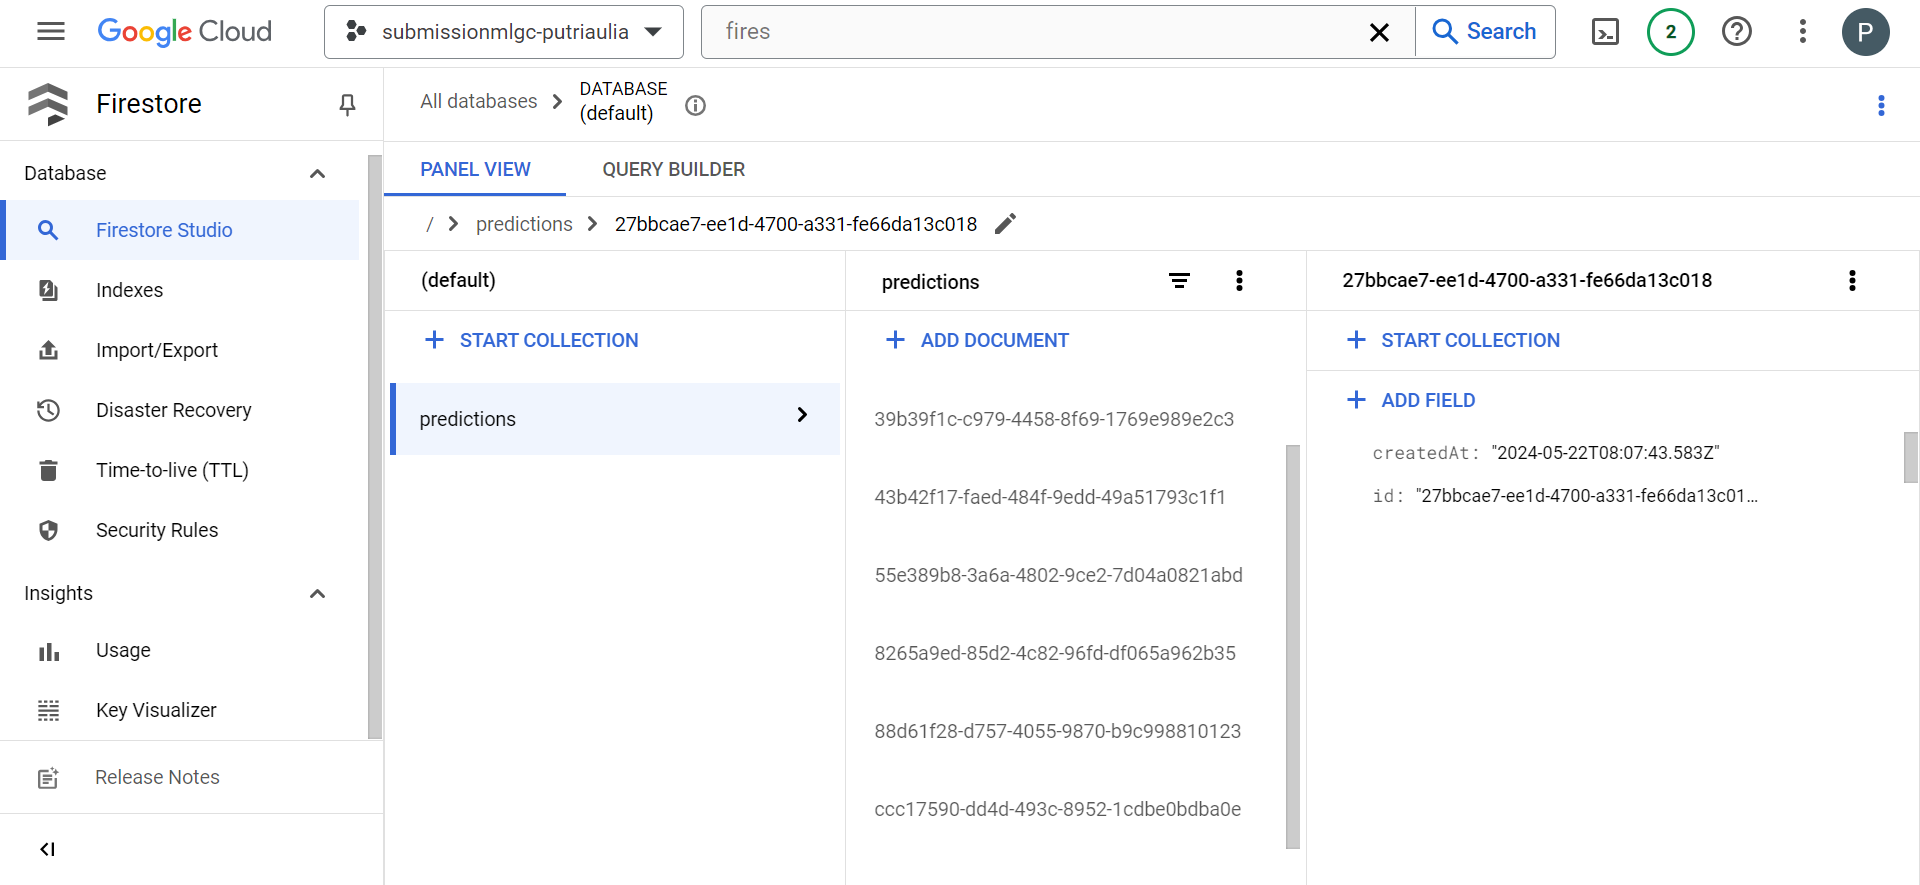 Google Cloud
submissionmlgc-putriaulia
fires
Search
2
P
Firestore
All databases
DATABASE
(default)
Database
PANEL VIEW
QUERY BUILDER
/
predictions
27bbcae7-ee1d-4700-a331-fe66da13c018
Firestore Studio
Indexes
Import/Export
Disaster Recovery
Time-to-live (TTL)
Security Rules
Insights
Usage
Key Visualizer
Release Notes
(default)
START COLLECTION
predictions
predictions
ADD DOCUMENT
39b39f1c-c979-4458-8f69-1769e989e2c3
43b42f17-faed-484f-9edd-49a51793c1f1
55e389b8-3a6a-4802-9ce2-7d04a0821abd
8265a9ed-85d2-4c82-96fd-df065a962b35
88d61f28-d757-4055-9870-b9c998810123
ccc17590-dd4d-493c-8952-1cdbe0bdba0e
27bbcae7-ee1d-4700-a331-fe66da13c018
START COLLECTION
ADD FIELD
createdAt: "2024-05-22T08:07:43.583Z"
id: "27bbcae7-ee1d-4700-a331-fe66da13c01...